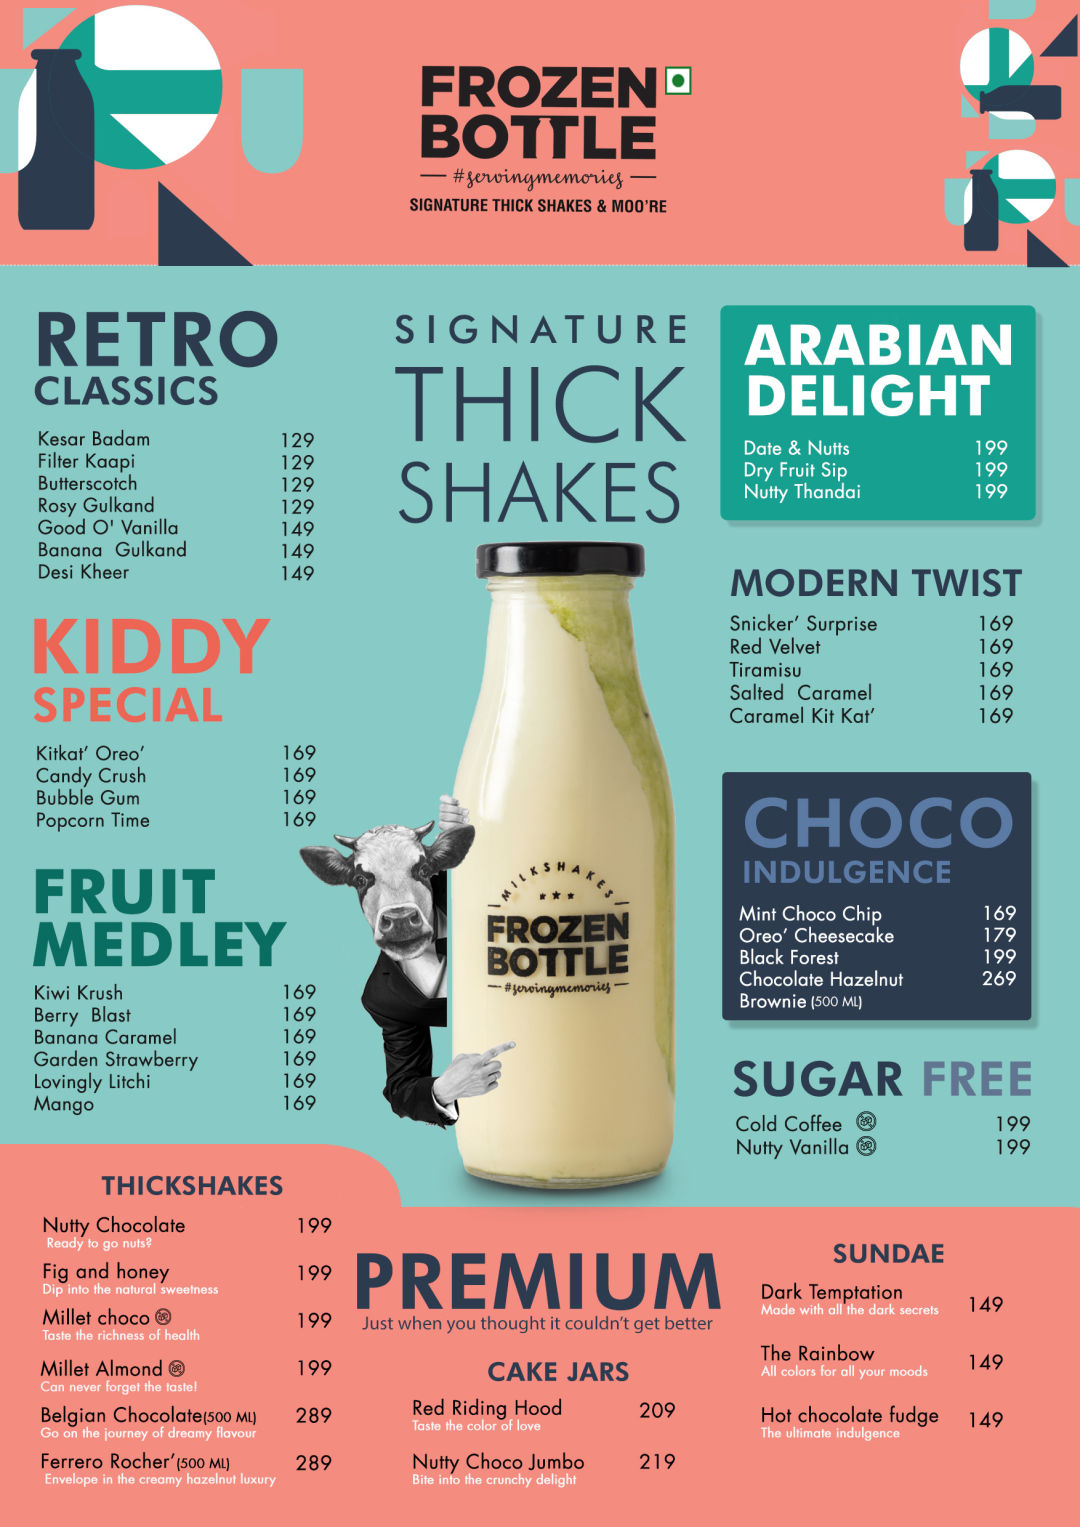 FROZEN
BOTTLE
#servingmemories
SIGNATURE THICK SHAKES & MOO'RE
RETRO
CLASSICS
Kesar Badam 129
Filter Kaapi 129
Butterscotch 129
Rosy Gulkand 129
Good O' Vanilla 149
Banana Gulkand 149
Desi Kheer 149
KIDDY
SPECIAL
Kitkat' Oreo' 169
Candy Crush 169
Bubble Gum 169
Popcorn Time 169
FRUIT
MEDLEY
Kiwi Krush 169
Berry Blast 169
Banana Caramel 169
Garden Strawberry 169
Lovingly Litchi 169
Mango 169
SIGNATURE
THICK
SHAKES
MILKSHAKES
FROZEN
BOTTLE
#servingmemories
ARABIAN
DELIGHT
Date & Nutts 199
Dry Fruit Sip 199
Nutty Thandai 199
MODERN TWIST
Snicker' Surprise 169
Red Velvet 169
Tiramisu 169
Salted Caramel 169
Caramel Kit Kat' 169
CHOCO
INDULGENCE
Mint Choco Chip 169
Oreo' Cheesecake 179
Black Forest 199
Chocolate Hazelnut 269
Brownie (500 ML)
SUGAR FREE
Cold Coffee 199
Nutty Vanilla 199
THICKSHAKES
Nutty Chocolate 199
Ready to go nuts?
Fig and honey 199
Dip into the natural sweetness
Millet choco 199
Taste the richness of health
Millet Almond 199
Can never forget the taste!
Belgian Chocolate(500 ML) 289
Go on the journey of dreamy flavour
Ferrero Rocher'(500 ML) 289
Envelope in the creamy hazelnut luxury
PREMIUM
Just when you thought it couldn't get better
CAKE JARS
Red Riding Hood 209
Taste the color of love
Nutty Choco Jumbo 219
Bite into the crunchy delight
SUNDAE
Dark Temptation 149
Made with all the dark secrets
The Rainbow 149
All colors for all your moods
Hot chocolate fudge 149
The ultimate indulgence